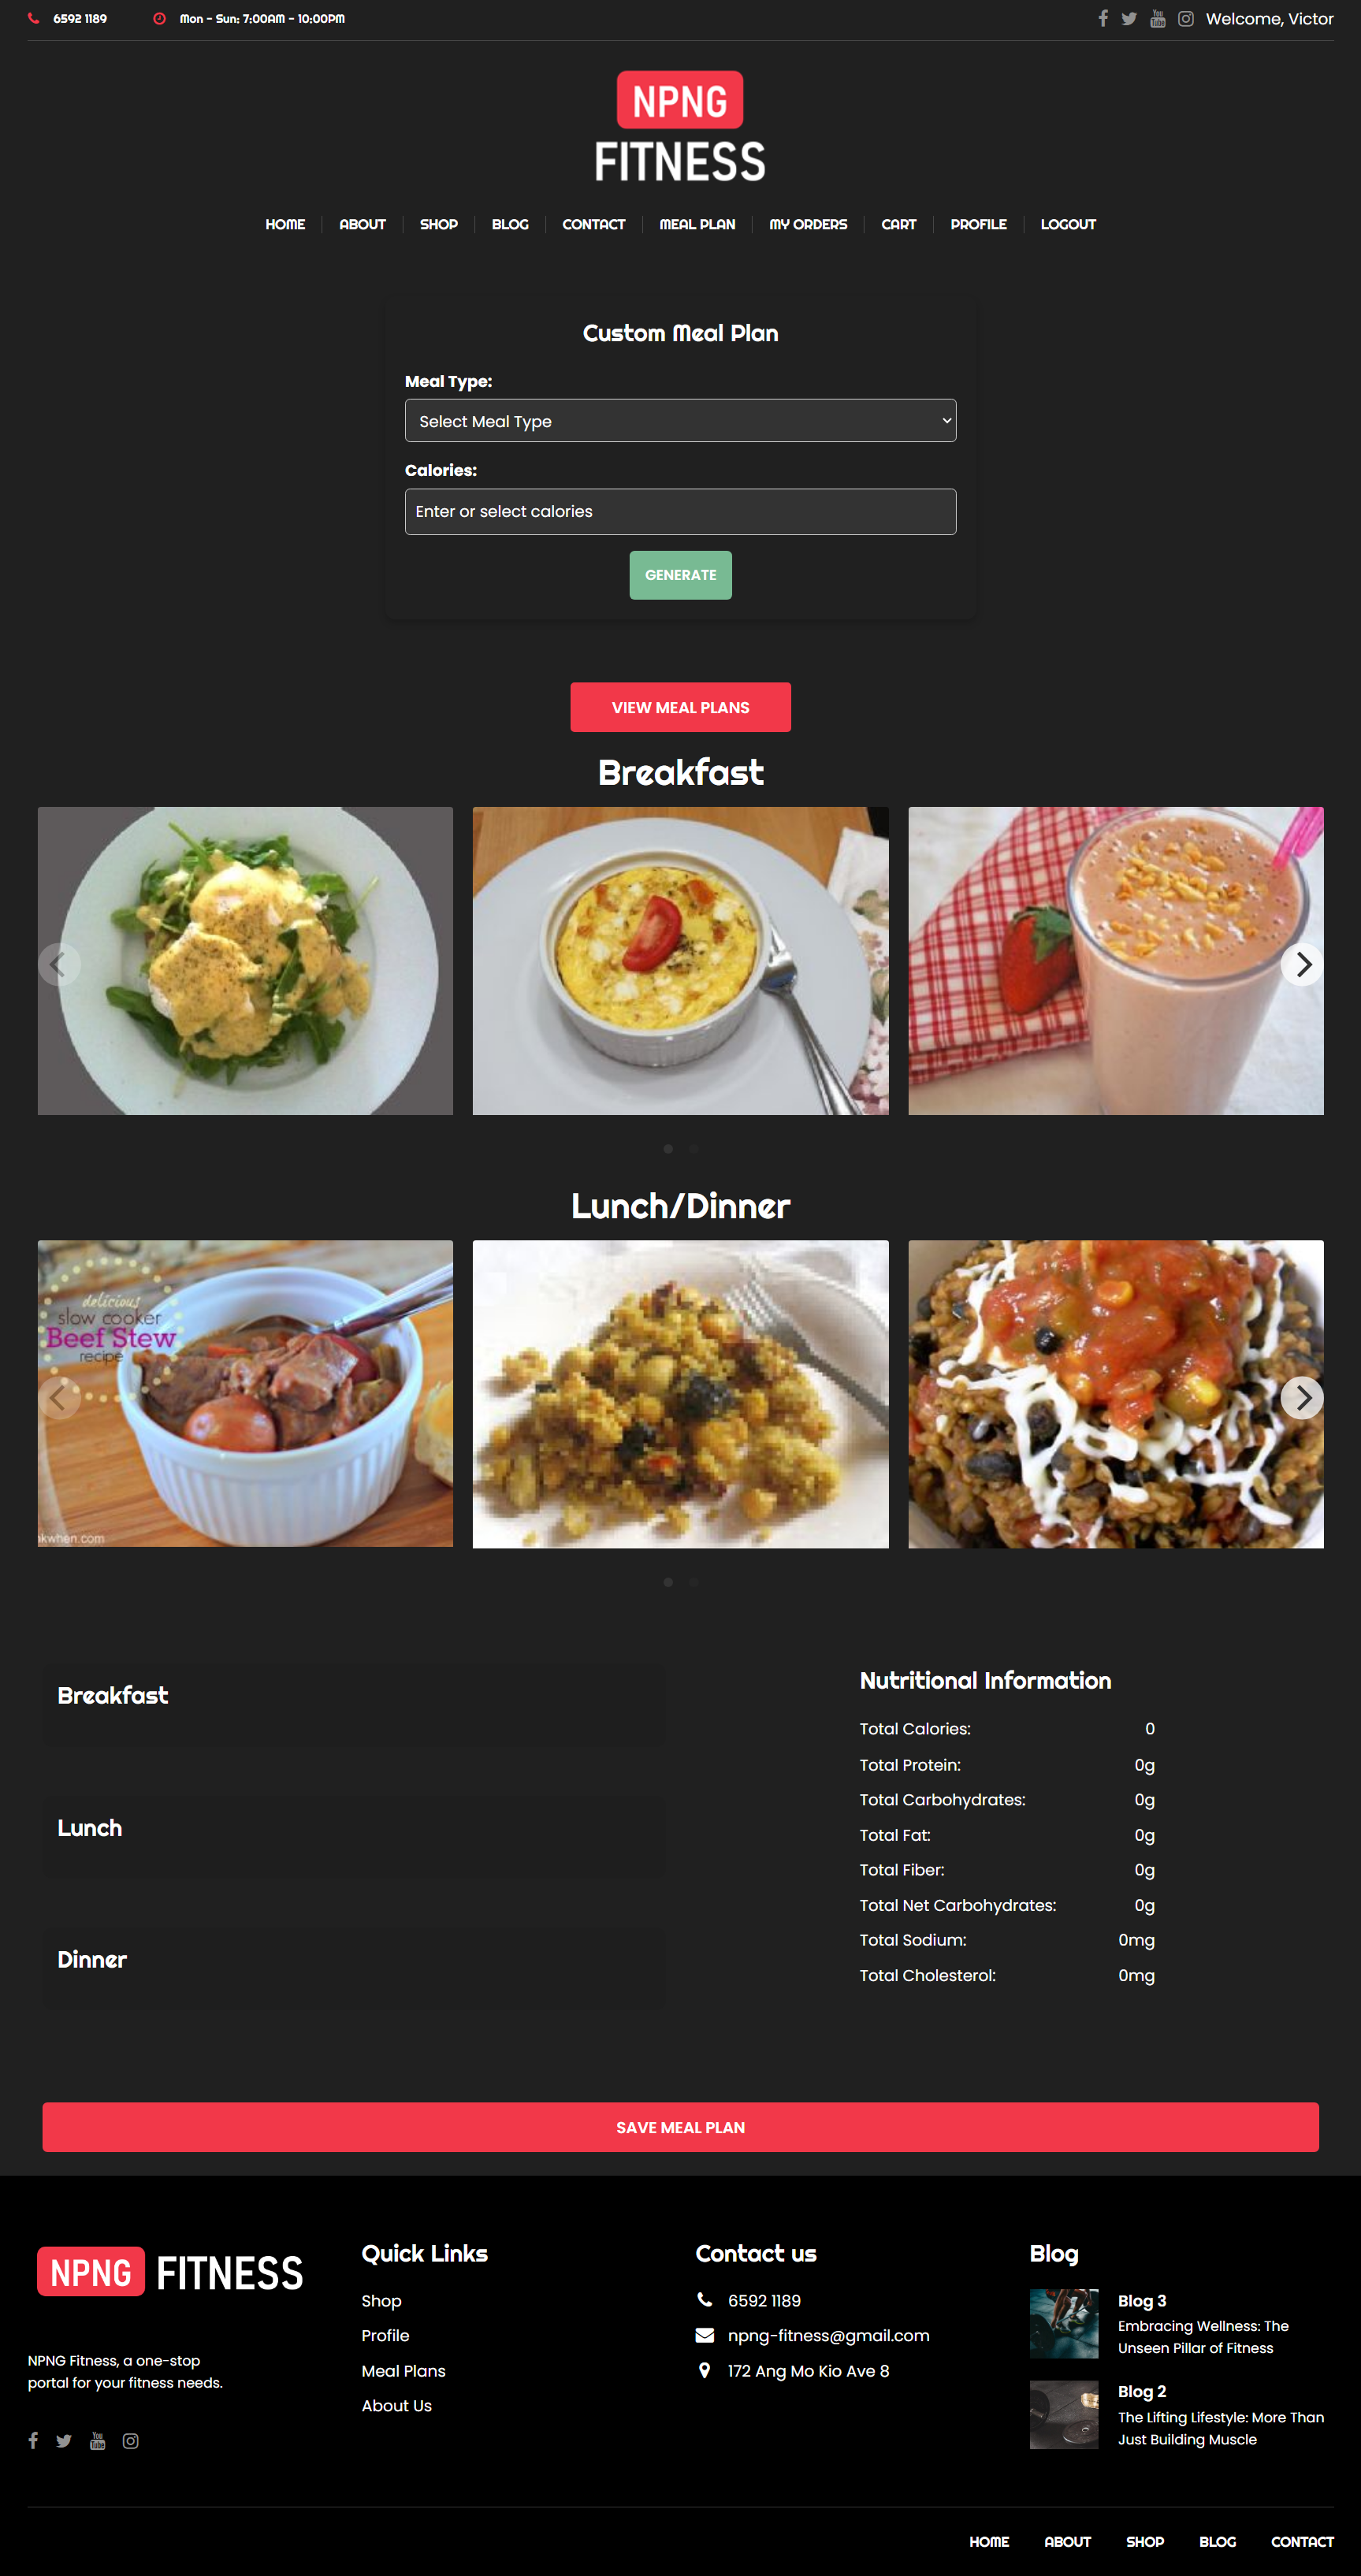 6592 1189
Mon - Sun: 7:00AM - 10:00PM
Welcome, Victor
NPNG
FITNESS
HOME
ABOUT
SHOP
BLOG
CONTACT
MEAL PLAN
MY ORDERS
CART
PROFILE
LOGOUT
Custom Meal Plan
Meal Type:
Select Meal Type
Calories:
Enter or select calories
GENERATE
VIEW MEAL PLANS
Breakfast
Lunch/Dinner
delicious
slow cooker
Beef Stew
recipe
kwhen.com
Breakfast
Lunch
Dinner
Nutritional Information
Total Calories: 0
Total Protein: 0g
Total Carbohydrates: 0g
Total Fat: 0g
Total Fiber: 0g
Total Net Carbohydrates: 0g
Total Sodium: 0mg
Total Cholesterol: 0mg
SAVE MEAL PLAN
NPNG FITNESS
NPNG Fitness, a one-stop
portal for your fitness needs.
Quick Links
Shop
Profile
Meal Plans
About Us
Contact us
6592 1189
npng-fitness@gmail.com
172 Ang Mo Kio Ave 8
Blog
Blog 3
Embracing Wellness: The
Unseen Pillar of Fitness
Blog 2
The Lifting Lifestyle: More Than
Just Building Muscle
HOME
ABOUT
SHOP
BLOG
CONTACT